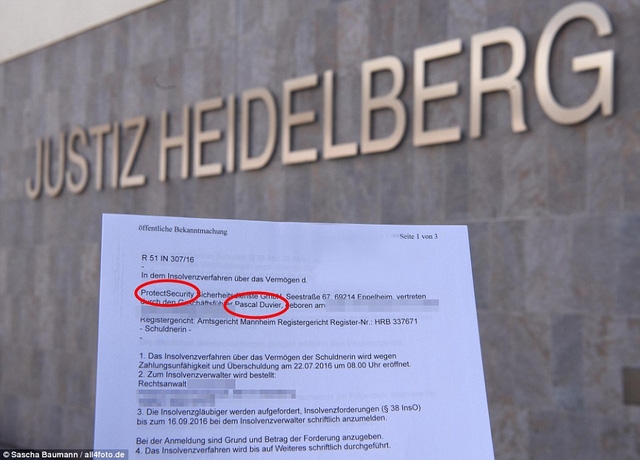 JUSTIZ HEIDELBERG
öffentliche Bekanntmachung
Seite 1 von 3
R 51 IN 307/16
-
In dem Insolvenzverfahren über das Vermögen d.
ProtectSecurity Sicherheitsdienste GmbH, Seestraße 67, 69214 Eppelheim, vertreten
durch den Geschäftsführer Pascal Duvier, geboren am
Registergericht: Amtsgericht Mannheim Registergericht Register-Nr.: HRB 337671
- Schuldnerin -
-
1. Das Insolvenzverfahren über das Vermögen der Schuldnerin wird wegen
Zahlungsunfähigkeit und Überschuldung am 22.07.2016 um 08.00 Uhr eröffnet.
2. Zum Insolvenzverwalter wird bestellt:
Rechtsanwalt
3. Die Insolvenzgläubiger werden aufgefordert, Insolvenzforderungen (§ 38 InsO)
bis zum 16.09.2016 bei dem Insolvenzverwalter schriftlich anzumelden.
Bei der Anmeldung sind Grund und Betrag der Forderung anzugeben.
4. Das Insolvenzverfahren wird bis auf Weiteres schriftlich durchgeführt.
© Sascha Baumann / all4foto.de